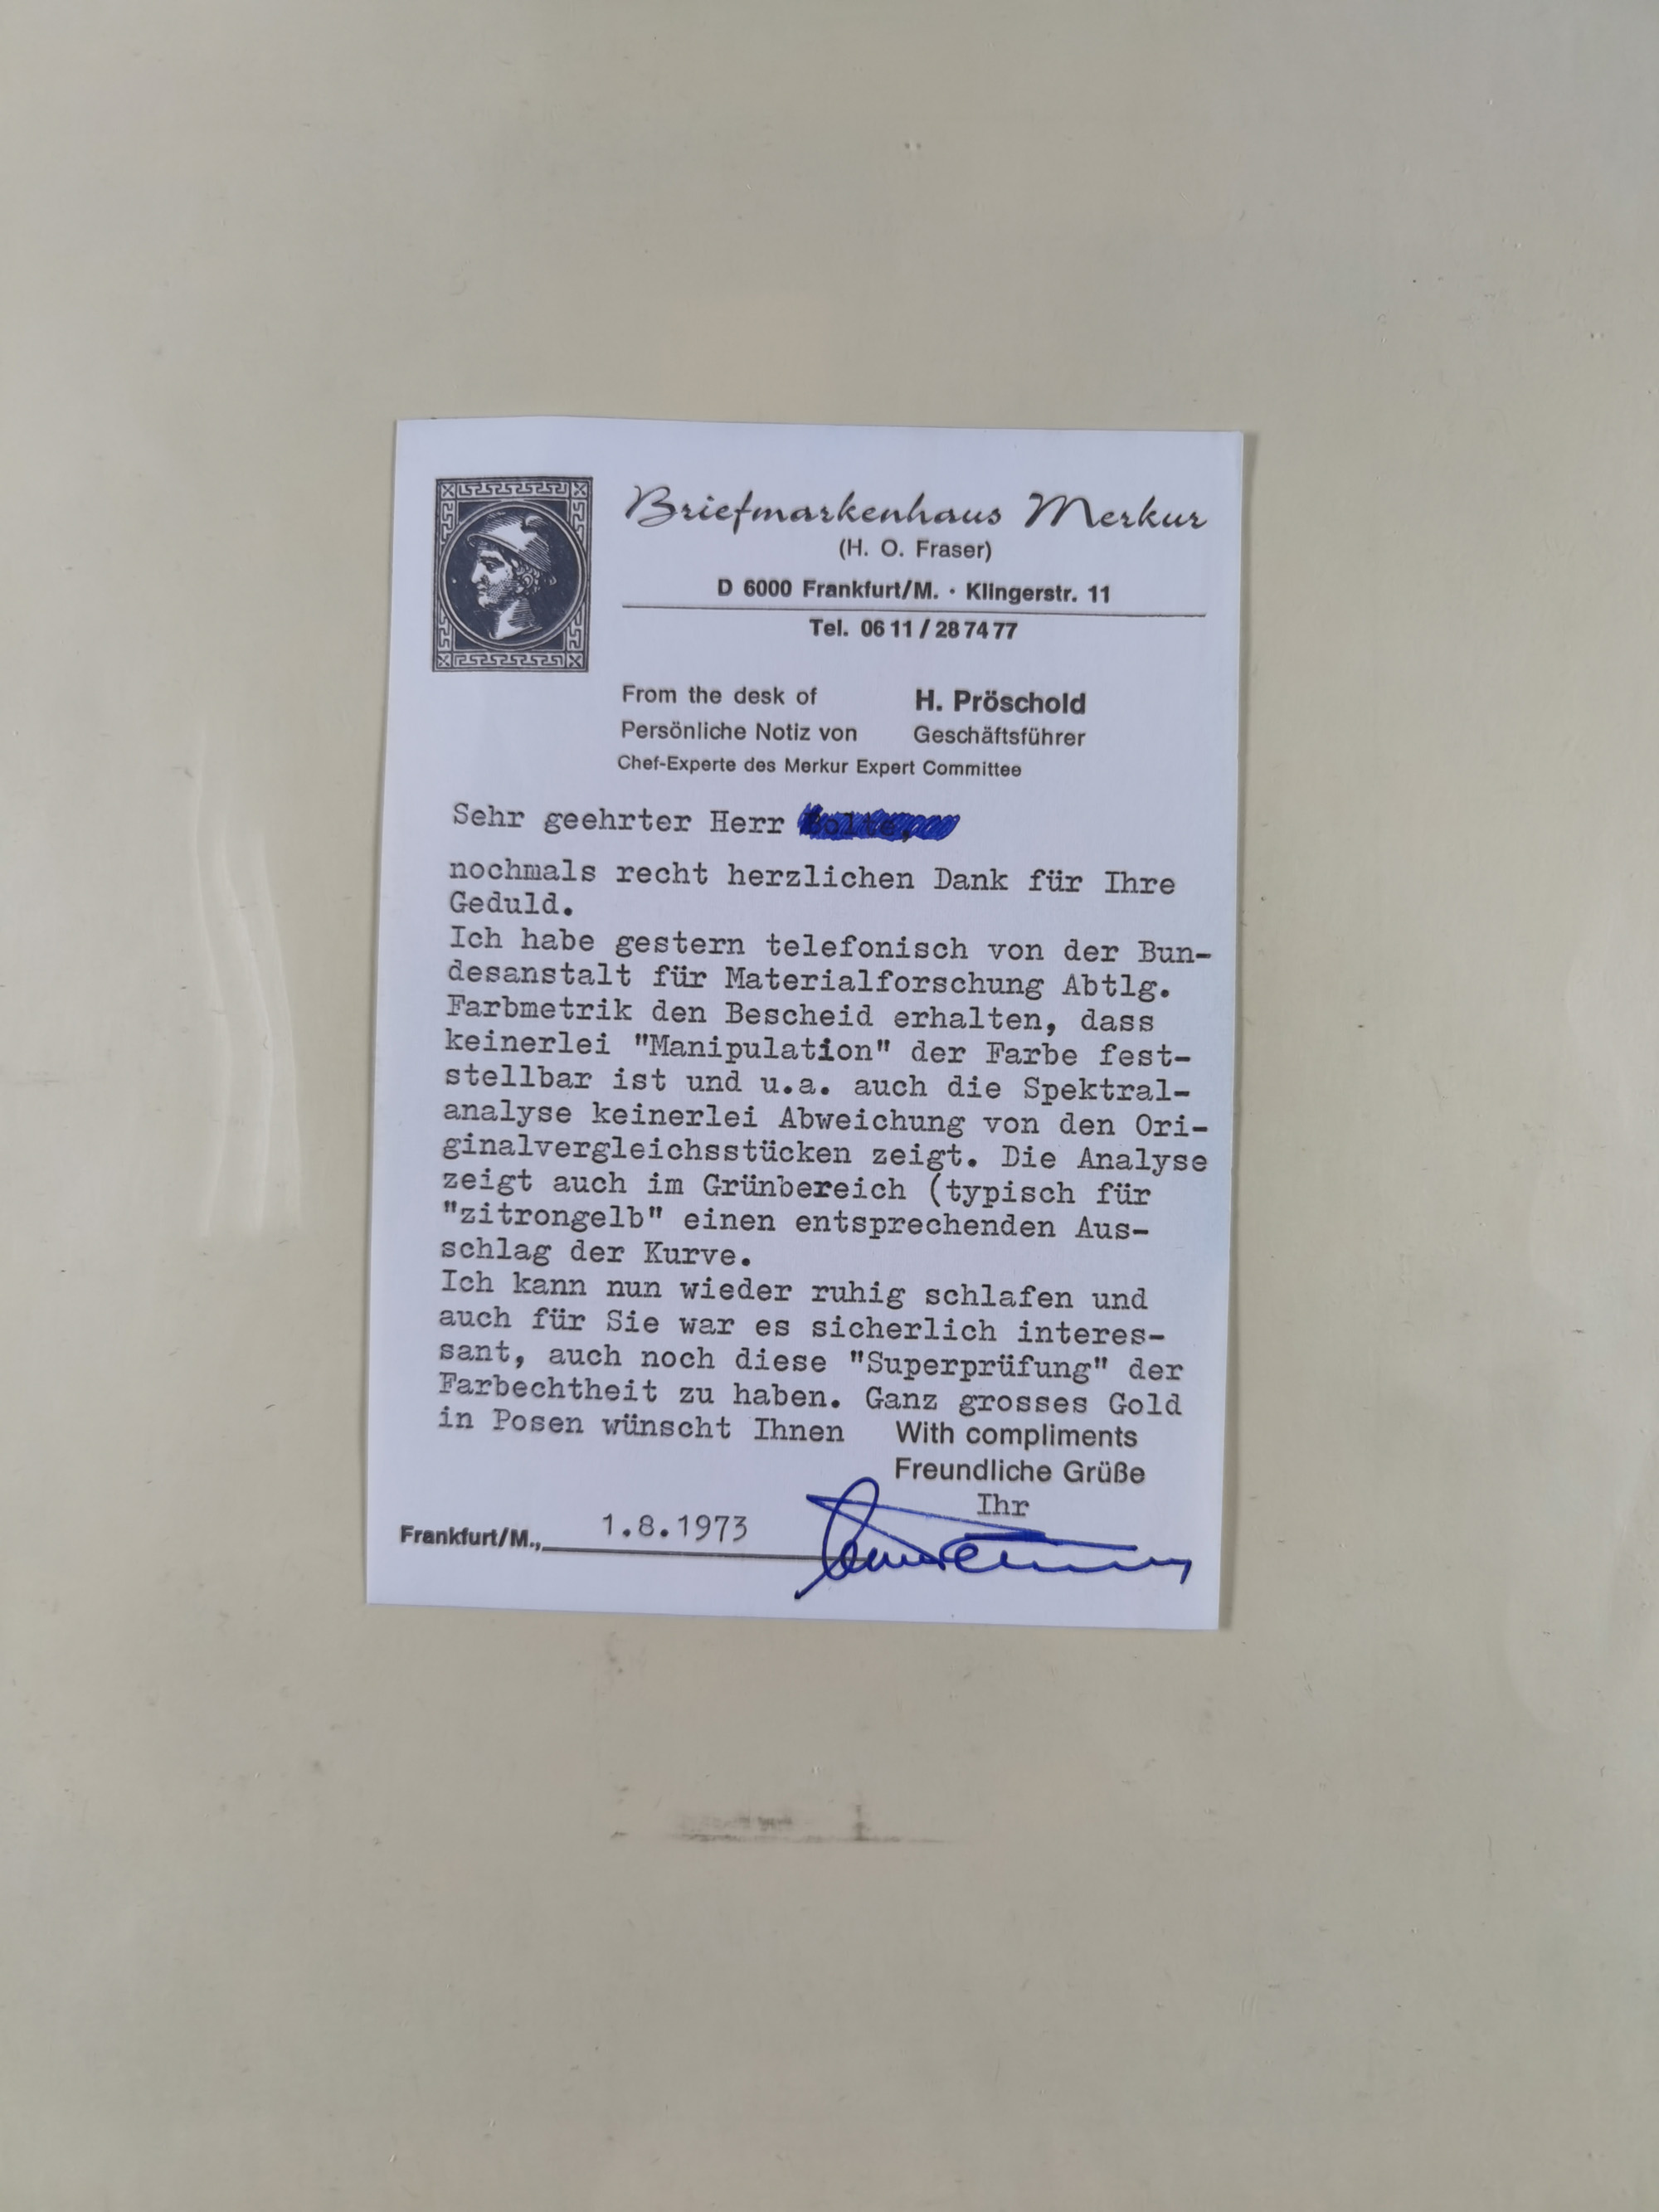 Briefmarkenhaus Merkur
(H. O. Fraser)
D 6000 Frankfurt/M. · Klingerstr. 11
Tel. 06 11 / 28 74 77
From the desk of H. Pröschold
Persönliche Notiz von Geschäftsführer
Chef-Experte des Merkur Expert Committee
Sehr geehrter Herr
nochmals recht herzlichen Dank für Ihre
Geduld.
Ich habe gestern telefonisch von der Bun-
desanstalt für Materialforschung Abtlg.
Farbmetrik den Bescheid erhalten, dass
keinerlei "Manipulation" der Farbe fest-
stellbar ist und u.a. auch die Spektral-
analyse keinerlei Abweichung von den Ori-
ginalvergleichsstücken zeigt. Die Analyse
zeigt auch im Grünbereich (typisch für
"zitrongelb" einen entsprechenden Aus-
schlag der Kurve.
Ich kann nun wieder ruhig schlafen und
auch für Sie war es sicherlich interes-
sant, auch noch diese "Superprüfung" der
Farbechtheit zu haben. Ganz grosses Gold
in Posen wünscht Ihnen With compliments
Freundliche Grüße
Ihr
Frankfurt/M., 1.8.1973